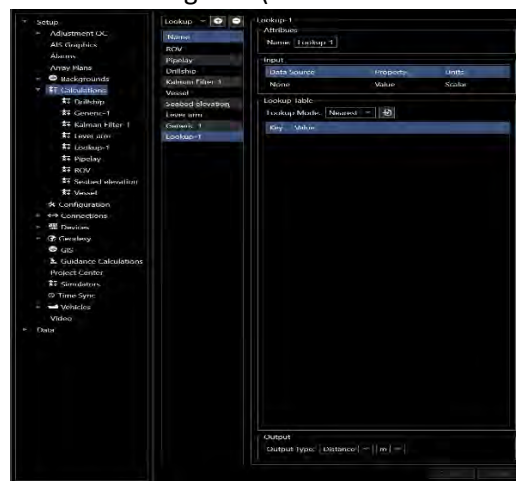 Setup
Adjustment QC
AIS Graphics
Alarms
Array Plans
Backgrounds
Calculations
Drillship
Generic-1
Kalman Filter-1
Lever arm
Lookup-1
Pipelay
ROV
Seabed elevation
Vessel
Configuration
Connections
Devices
Geodesy
GIS
Guidance Calculations
Project Center
Simulators
Time Sync
Vehicles
Video
Data
Lookup
Name
ROV
Pipelay
Drillship
Kalman Filter-1
Vessel
Seabed elevation
Lever arm
Generic-1
Lookup-1
Lookup-1
Attributes
Name: Lookup-1
Input
Data Source Property Units
None Value Scalar
Lookup Table
Lookup Mode: Nearest
Key Value
Output
Output Type: Distance m